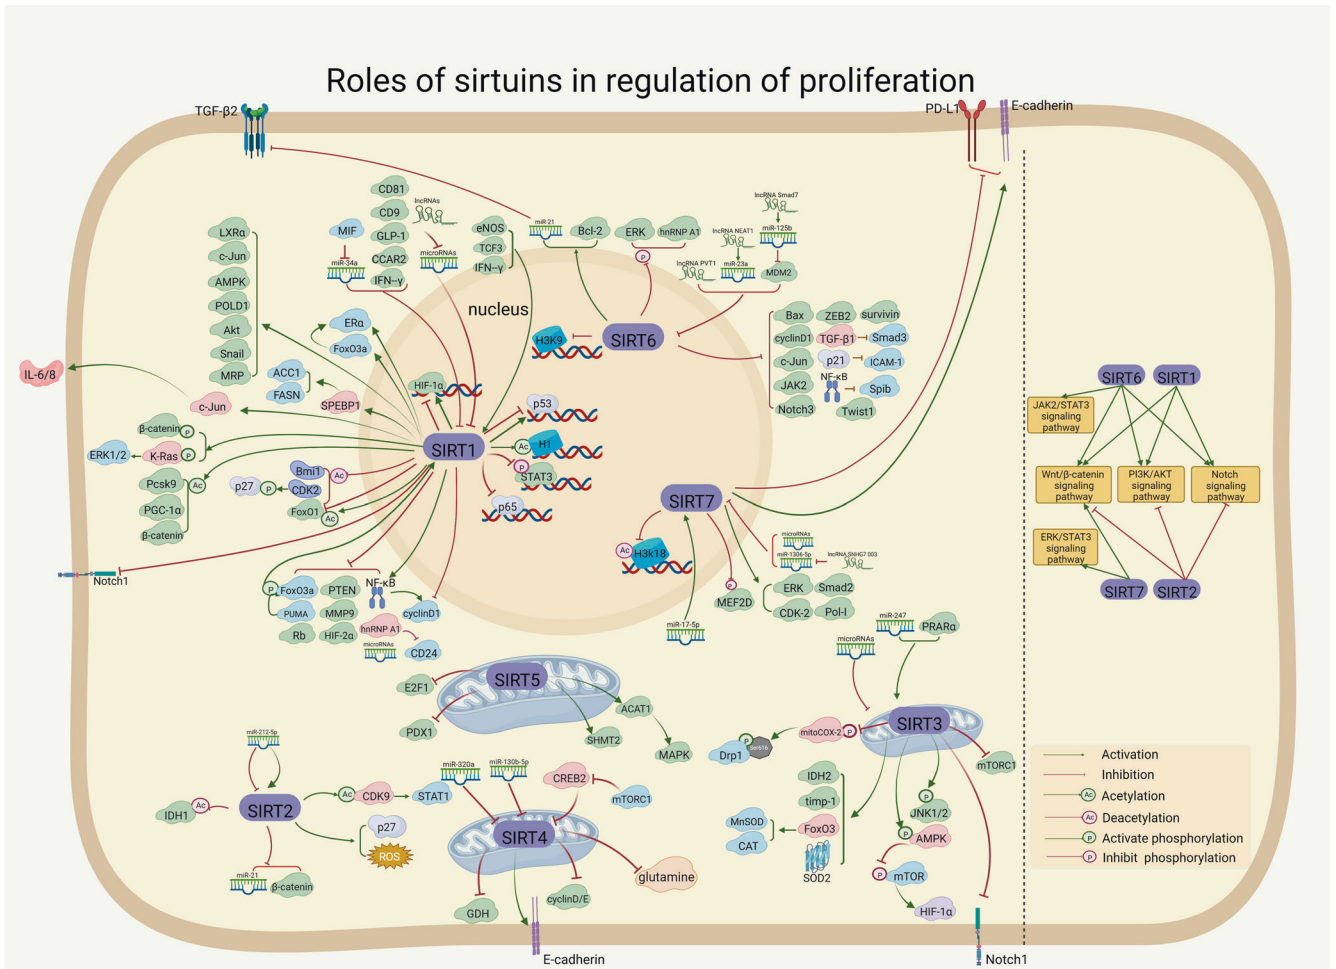 Roles of sirtuins in regulation of proliferation
TGF-β2
PD-L1
E-cadherin
LXRα
c-Jun
AMPK
POLD1
Akt
Snail
MRP
MIF
miR-34a
CD81
CD9
GLP-1
CCAR2
IFN-γ
lncRNAs
microRNAs
eNOS
TCF3
IFN-γ
miR-21
Bcl-2
ERK
hnRNP A1
P
lncRNA Smad7
miR-125b
lncRNA NEAT1
miR-23a
lncRNA PVT1
MDM2
nucleus
SIRT6
H3K9
Bax
ZEB2
survivin
cyclinD1
TGF-β1
Smad3
c-Jun
p21
ICAM-1
JAK2
NF-κB
Spib
Notch3
Twist1
ERα
FoxO3a
ACC1
FASN
SPEBP1
HIF-1α
IL-6/8
c-Jun
β-catenin
P
ERK1/2
K-Ras
P
Pcsk9
Ac
PGC-1α
β-catenin
p27
P
Bmi1
CDK2
Ac
FoxO1
Ac
SIRT1
p53
Ac
H1
P
STAT3
p65
Notch1
P
FoxO3a
PUMA
Rb
PTEN
MMP9
HIF-2α
NF-κB
cyclinD1
hnRNP A1
microRNAs
CD24
SIRT7
Ac
H3k18
P
MEF2D
miR-17-5p
microRNAs
miR-1306-5p
lncRNA SNHG7 003
ERK
Smad2
CDK-2
Pol-I
SIRT5
E2F1
PDX1
ACAT1
SHMT2
MAPK
miR-247
PRARα
microRNAs
SIRT3
mitoCOX-2
P
P
Ser616
Drp1
mTORC1
IDH2
timp-1
FoxO3
SOD2
MnSOD
CAT
P
JNK1/2
P
AMPK
P
mTOR
HIF-1α
Notch1
miR-212-5p
SIRT2
IDH1
Ac
Ac
CDK9
STAT1
p27
ROS
miR-21
β-catenin
miR-320a
miR-130b-5p
CREB2
mTORC1
SIRT4
glutamine
cyclinD/E
GDH
E-cadherin
SIRT6
SIRT1
JAK2/STAT3
signaling
pathway
Wnt/β-catenin
signaling
pathway
PI3K/AKT
signaling
pathway
Notch
signaling
pathway
ERK/STAT3
signaling
pathway
SIRT7
SIRT2
Activation
Inhibition
Ac
Acetylation
Ac
Deacetylation
P
Activate phosphorylation
P
Inhibit phosphorylation